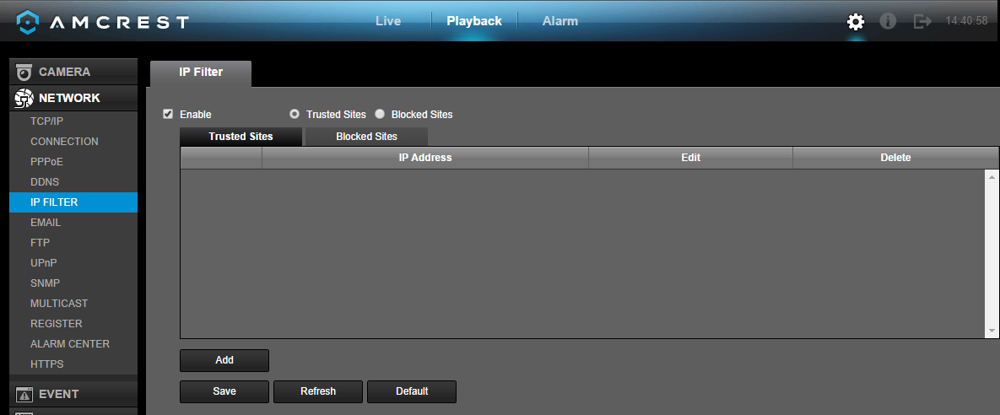 AMCREST Live Playback Alarm 14:40:58
CAMERA
IP Filter
NETWORK
Enable Trusted Sites Blocked Sites
TCP/IP
Trusted Sites Blocked Sites
CONNECTION
IP Address Edit Delete
PPPoE
DDNS
IP FILTER
EMAIL
FTP
UPnP
SNMP
MULTICAST
REGISTER
ALARM CENTER
HTTPS
Add
Save Refresh Default
EVENT